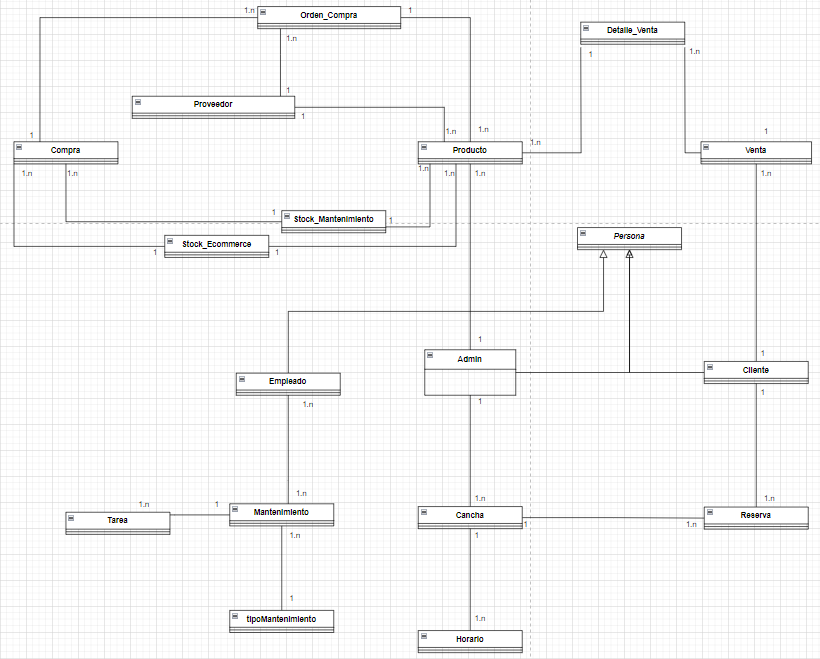 1.n
Orden_Compra
1
1.n
Detalle_Venta
1
1.n
1
Proveedor
1
1
1.n
1.n
1.n
1
Compra
Producto
Venta
1.n
1.n
1.n
1.n
1.n
1.n
1
Stock_Mantenimiento
1
Persona
1
Stock_Ecommerce
1
1
1
Admin
Cliente
Empleado
1.n
1
1
1.n
1.n
1.n
1.n
1
Tarea
Mantenimiento
Cancha
Reserva
1
1.n
1.n
1
1
1.n
tipoMantenimiento
Horario